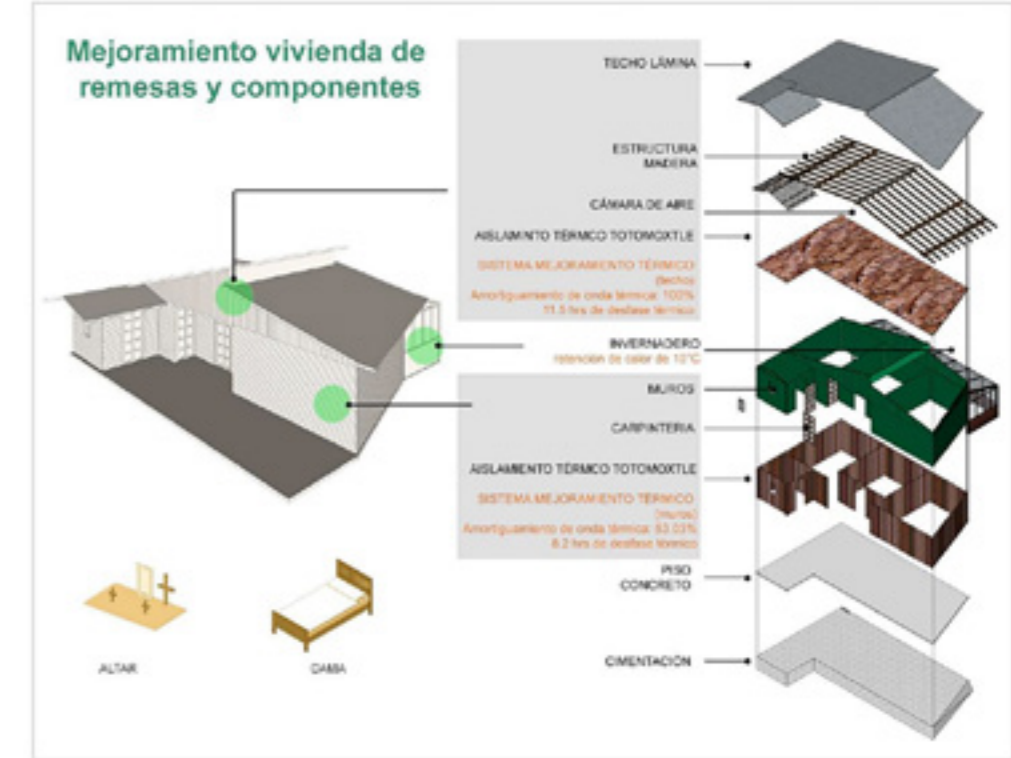 Mejoramiento vivienda de
remesas y componentes
TECHO LÁMINA
ESTRUCTURA
MADERA
CÁMARA DE AIRE
AISLAMINTO TÉRMICO TOTOMOXTLE
SISTEMA MEJORAMIENTO TÉRMICO
(techo)
Amortiguamiento de onda térmica: 100%
11.5 hrs de desfase térmico
INVERNADERO
retención de calor de 10°C
MUROS
CARPINTERIA
AISLAMIENTO TÉRMICO TOTOMOXTLE
SISTEMA MEJORAMIENTO TÉRMICO
(muros)
Amortiguamiento de onda térmica: 83.03%
8.2 hrs de desfase térmico
PISO
CONCRETO
CIMENTACIÓN
ALTAR
CAMA